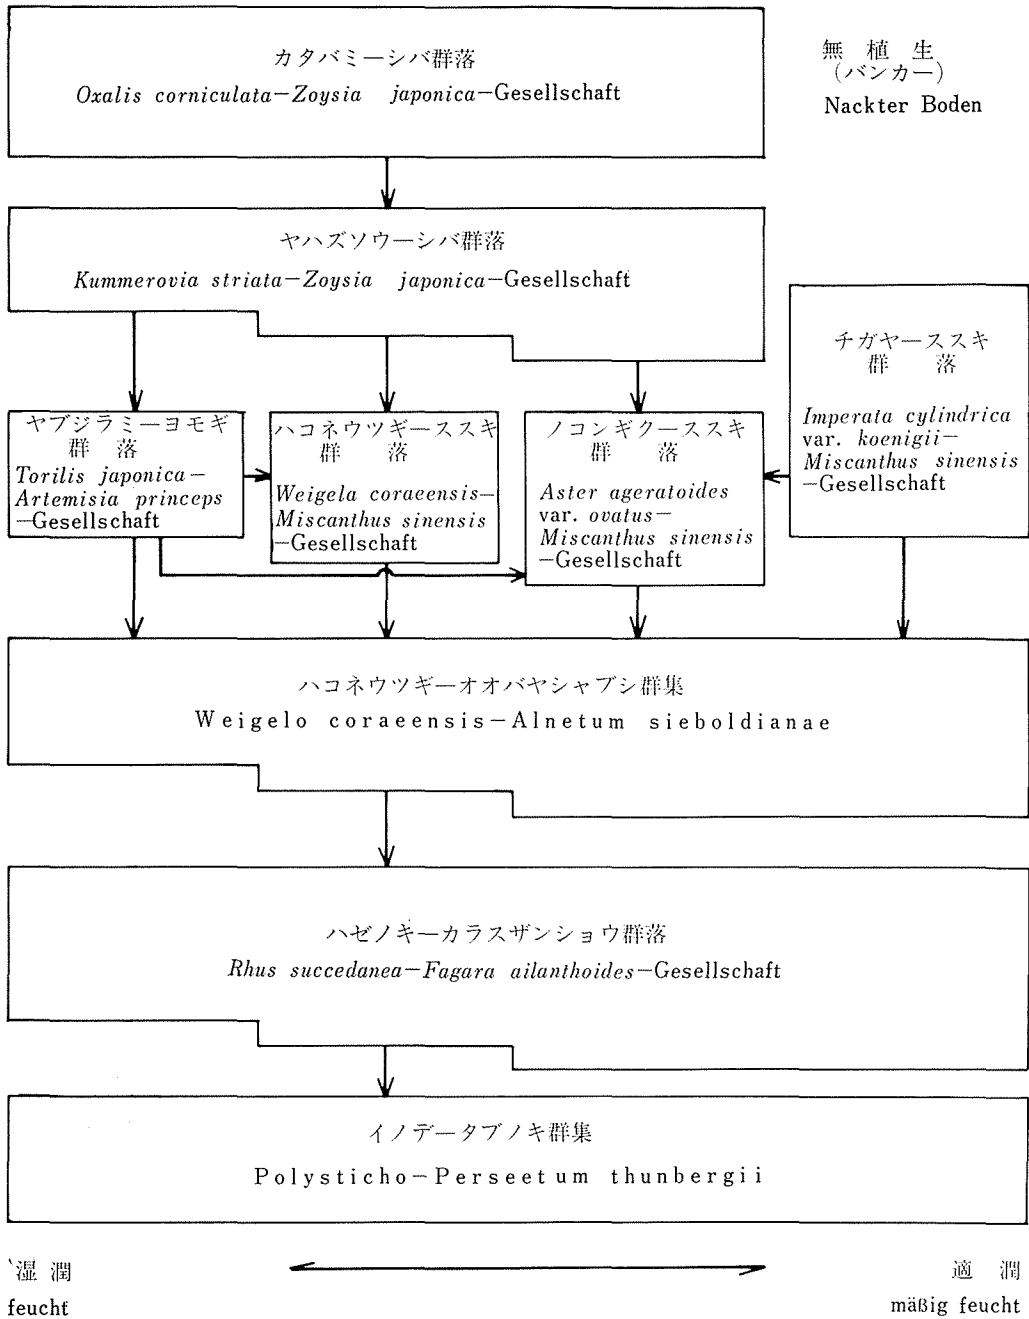 カタバミーシバ群落
Oxalis corniculata−Zoysia japonica−Gesellschaft
無植生
(バンカー)
Nackter Boden
ヤハズソウーシバ群落
Kummerovia striata−Zoysia japonica−Gesellschaft
チガヤーススキ
群落
Imperata cylindrica
var. koenigii−
Miscanthus sinensis
−Gesellschaft
ヤブジラミーヨモギ
群落
Torilis japonica−
Artemisia princeps
−Gesellschaft
ハコネウツギーススキ
群落
Weigela coraeensis−
Miscanthus sinensis
−Gesellschaft
ノコンギクーススキ
群落
Aster ageratoides
var. ovatus−
Miscanthus sinensis
−Gesellschaft
ハコネウツギーオオバヤシャブシ群集
Weigelo coraeensis−Alnetum sieboldianae
ハゼノキーカラスザンショウ群落
Rhus succedanea−Fagara ailanthoides−Gesellschaft
イノデータブノキ群集
Polysticho−Perseetum thunbergii
湿潤
feucht
適潤
mäßig feucht